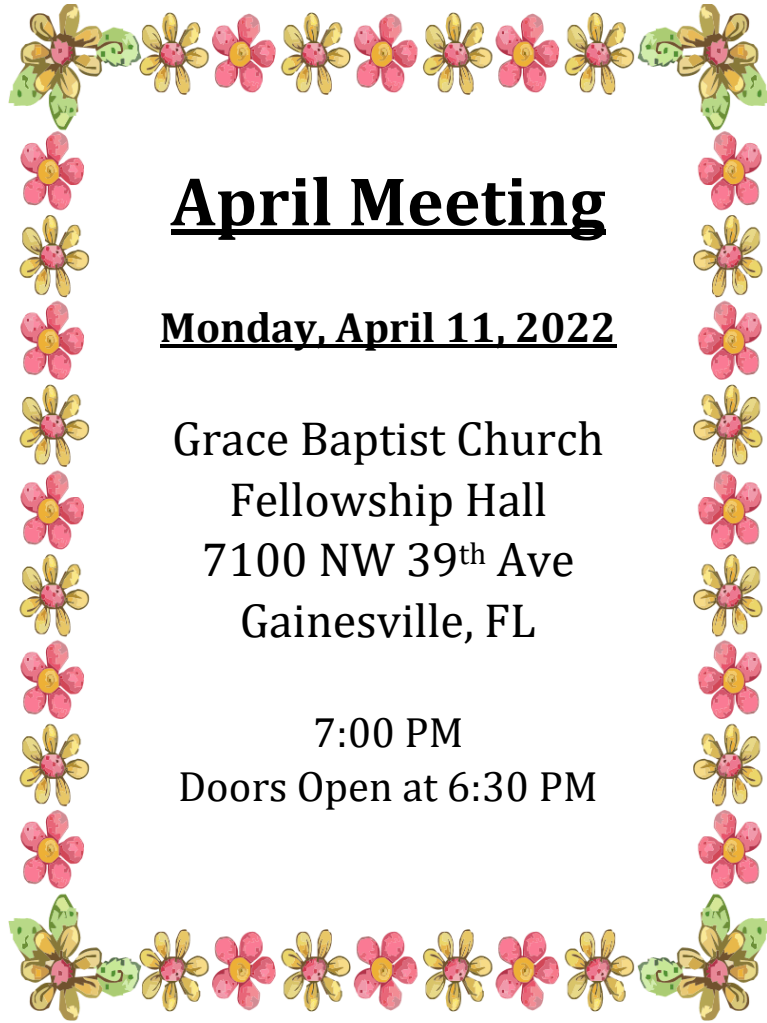 April Meeting
Monday, April 11, 2022
Grace Baptist Church
Fellowship Hall
7100 NW 39th Ave
Gainesville, FL
7:00 PM
Doors Open at 6:30 PM